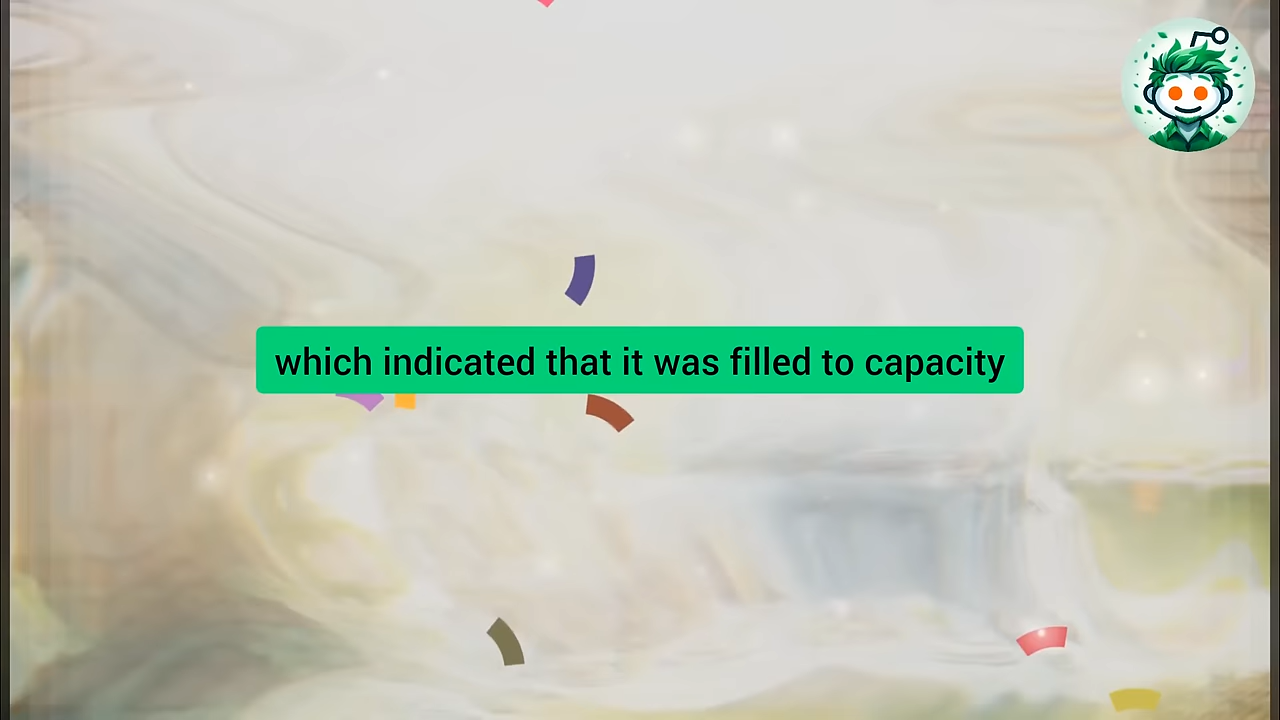 which indicated that it was filled to capacity